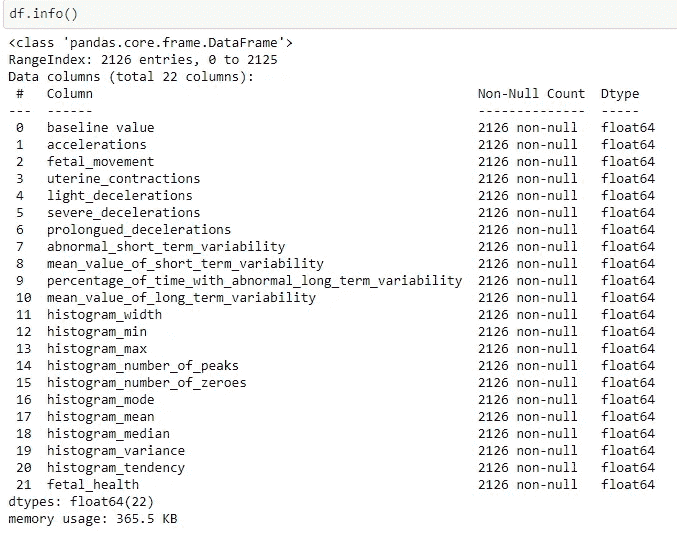 df.info()
<class 'pandas.core.frame.DataFrame'>
RangeIndex: 2126 entries, 0 to 2125
Data columns (total 22 columns):
 #   Column                                                  Non-Null Count  Dtype
---  ------                                                  --------------  -----
 0   baseline value                                          2126 non-null   float64
 1   accelerations                                           2126 non-null   float64
 2   fetal_movement                                          2126 non-null   float64
 3   uterine_contractions                                    2126 non-null   float64
 4   light_decelerations                                     2126 non-null   float64
 5   severe_decelerations                                    2126 non-null   float64
 6   prolongued_decelerations                                2126 non-null   float64
 7   abnormal_short_term_variability                         2126 non-null   float64
 8   mean_value_of_short_term_variability                    2126 non-null   float64
 9   percentage_of_time_with_abnormal_long_term_variability  2126 non-null   float64
 10  mean_value_of_long_term_variability                     2126 non-null   float64
 11  histogram_width                                         2126 non-null   float64
 12  histogram_min                                           2126 non-null   float64
 13  histogram_max                                           2126 non-null   float64
 14  histogram_number_of_peaks                               2126 non-null   float64
 15  histogram_number_of_zeroes                              2126 non-null   float64
 16  histogram_mode                                          2126 non-null   float64
 17  histogram_mean                                          2126 non-null   float64
 18  histogram_median                                        2126 non-null   float64
 19  histogram_variance                                      2126 non-null   float64
 20  histogram_tendency                                      2126 non-null   float64
 21  fetal_health                                            2126 non-null   float64
dtypes: float64(22)
memory usage: 365.5 KB